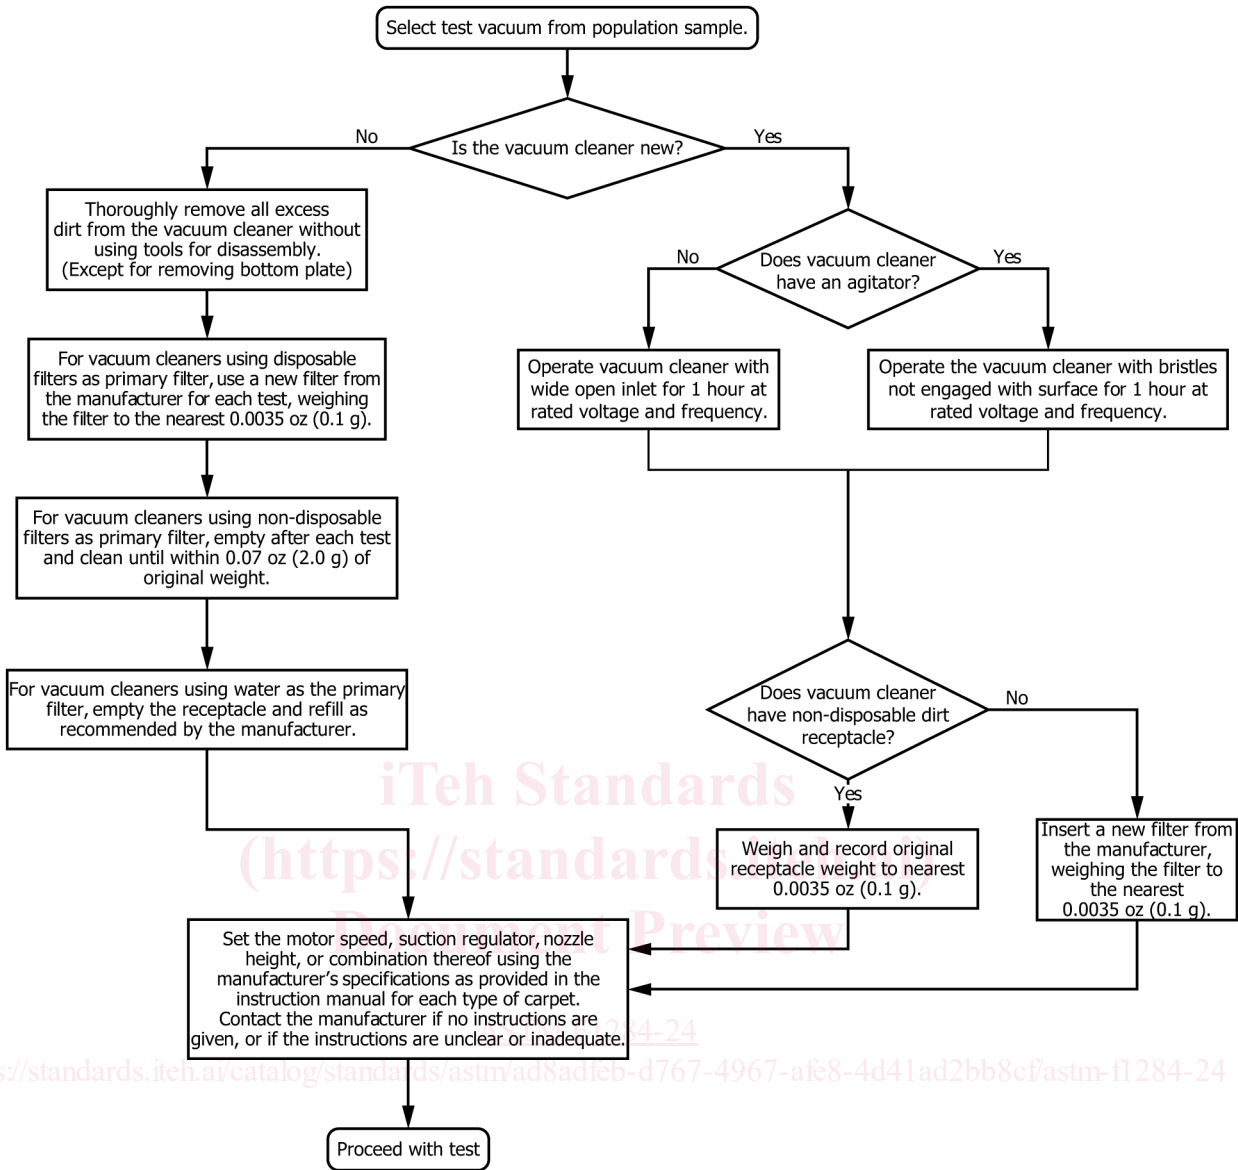 Select test vacuum from population sample.
Is the vacuum cleaner new?
No
Yes
Thoroughly remove all excess
dirt from the vacuum cleaner without
using tools for disassembly.
(Except for removing bottom plate)
For vacuum cleaners using disposable
filters as primary filter, use a new filter from
the manufacturer for each test, weighing
the filter to the nearest 0.0035 oz (0.1 g).
For vacuum cleaners using non-disposable
filters as primary filter, empty after each test
and clean until within 0.07 oz (2.0 g) of
original weight.
For vacuum cleaners using water as the primary
filter, empty the receptacle and refill as
recommended by the manufacturer.
Does vacuum cleaner
have an agitator?
No
Yes
Operate vacuum cleaner with
wide open inlet for 1 hour at
rated voltage and frequency.
Operate the vacuum cleaner with bristles
not engaged with surface for 1 hour at
rated voltage and frequency.
Does vacuum cleaner
have non-disposable dirt
receptacle?
No
Yes
Weigh and record original
receptacle weight to nearest
0.0035 oz (0.1 g).
Insert a new filter from
the manufacturer,
weighing the filter to
the nearest
0.0035 oz (0.1 g).
Set the motor speed, suction regulator, nozzle
height, or combination thereof using the
manufacturer’s specifications as provided in the
instruction manual for each type of carpet.
Contact the manufacturer if no instructions are
given, or if the instructions are unclear or inadequate.
Proceed with test
iTeh Standards
(https://standards.iteh.ai)
Document Preview
284-24
s://standards.iteh.ai/catalog/standards/astm/ad8adfeb-d767-4967-afe8-4d41ad2bb8cf/astm-f1284-24